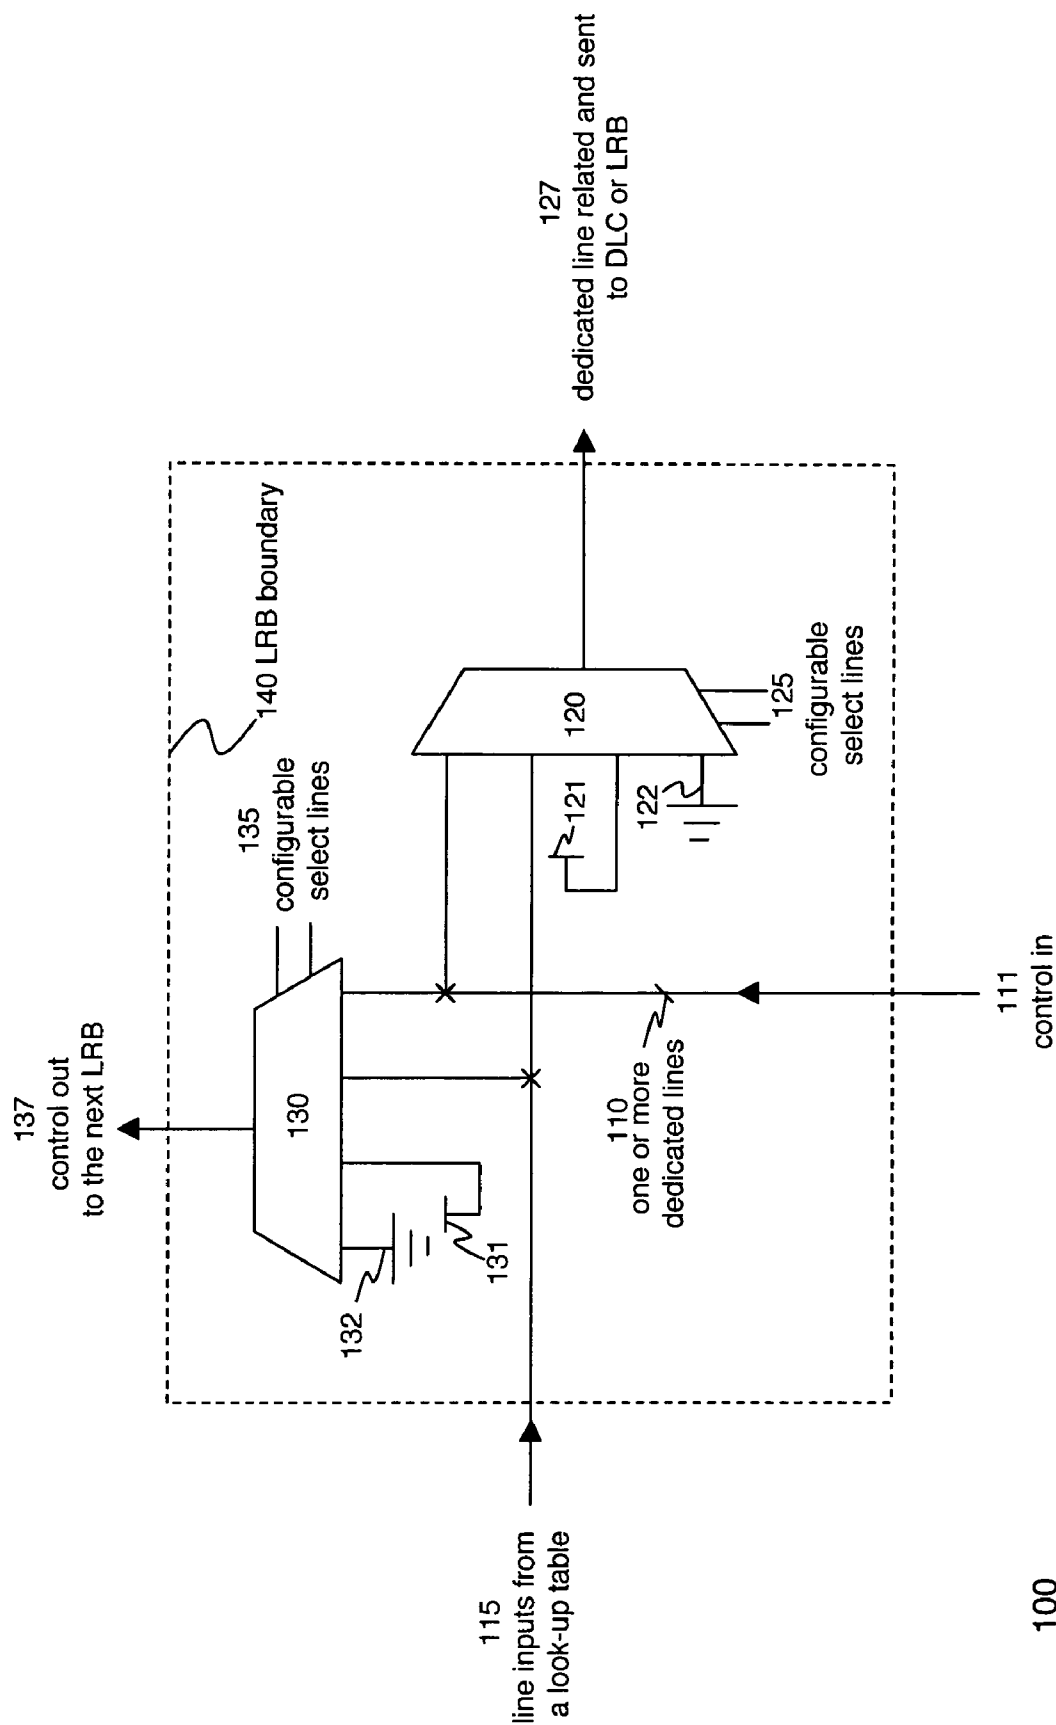 137
control out
to the next LRB
135
configurable
select lines
140 LRB boundary
127
dedicated line related and sent
to DLC or LRB
130
132
131
120
121
122
125
configurable
select lines
110
one or more
dedicated lines
115
line inputs from
a look-up table
111
control in
100